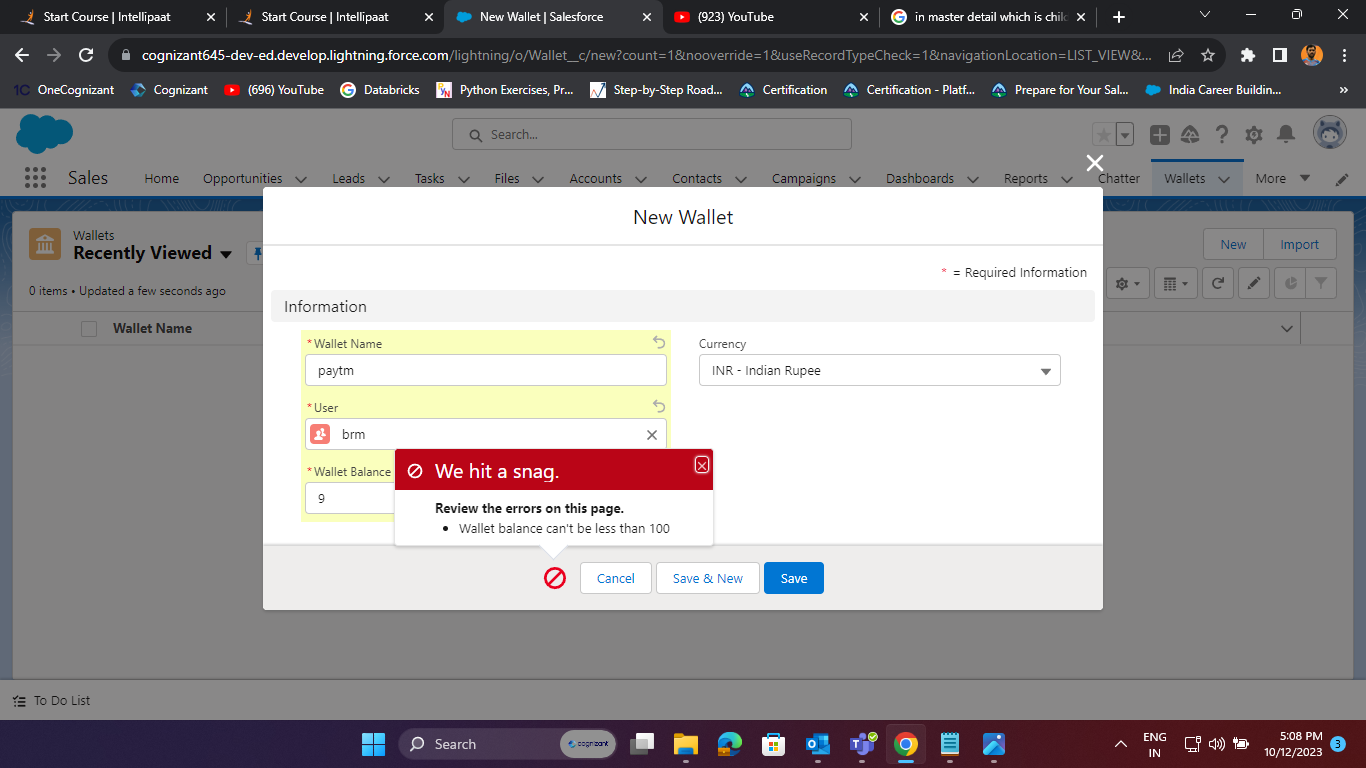 Start Course | Intellipaat
Start Course | Intellipaat
New Wallet | Salesforce
(923) YouTube
in master detail which is chil
cognizant645-dev-ed.develop.lightning.force.com/lightning/o/Wallet__c/new?count=1&nooverride=1&useRecordTypeCheck=1&navigationLocation=LIST_VIEW&...
1C OneCognizant
Cognizant
(696) YouTube
Databricks
Python Exercises, Pr...
Step-by-Step Road...
Certification
Certification - Platf...
Prepare for Your Sal...
India Career Buildin...
»
Search...
Sales
Home
Opportunities
Leads
Tasks
Files
Accounts
Contacts
Campaigns
Dashboards
Reports
Chatter
Wallets
More
New Wallet
Wallets
Recently Viewed
New
Import
0 items • Updated a few seconds ago
* = Required Information
Wallet Name
Information
*Wallet Name
paytm
Currency
INR - Indian Rupee
*User
brm
*Wallet Balance
9
We hit a snag.
Review the errors on this page.
• Wallet balance can't be less than 100
Cancel
Save & New
Save
To Do List
Search
cognizant
ENG
IN
5:08 PM
10/12/2023
3